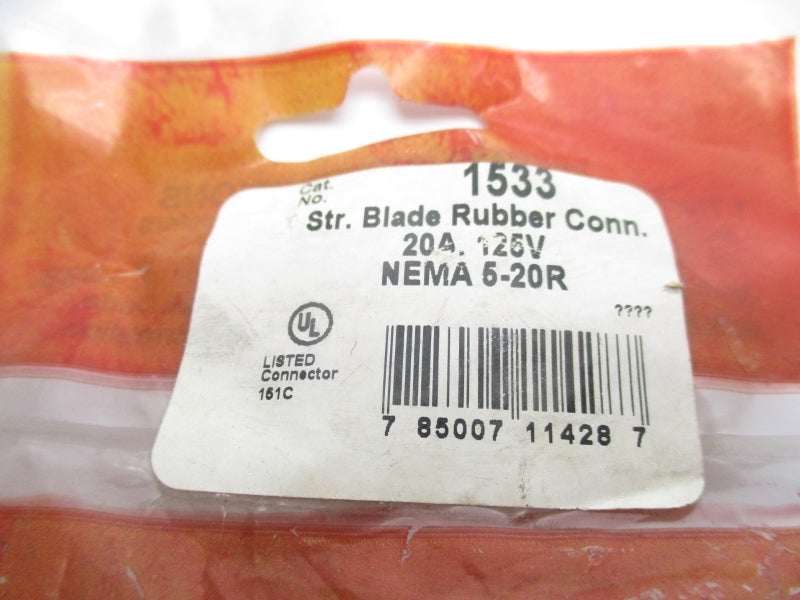 Cat. No. 1533
Str. Blade Rubber Conn.
20A. 125V
NEMA 5-20R
????
UL
LISTED
Connector
151C
7 85007 11428 7